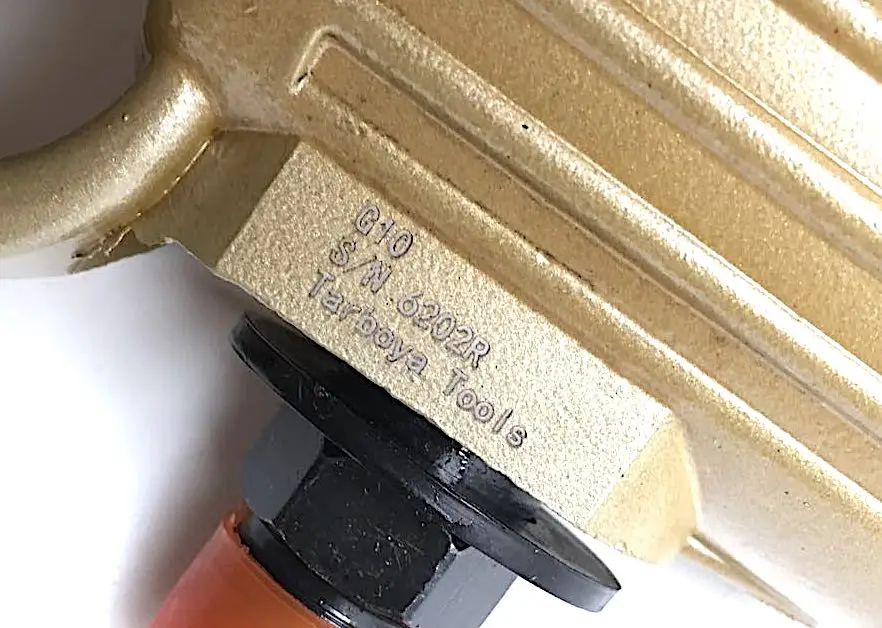 G10
S/N 6202R
Tarboya Tools